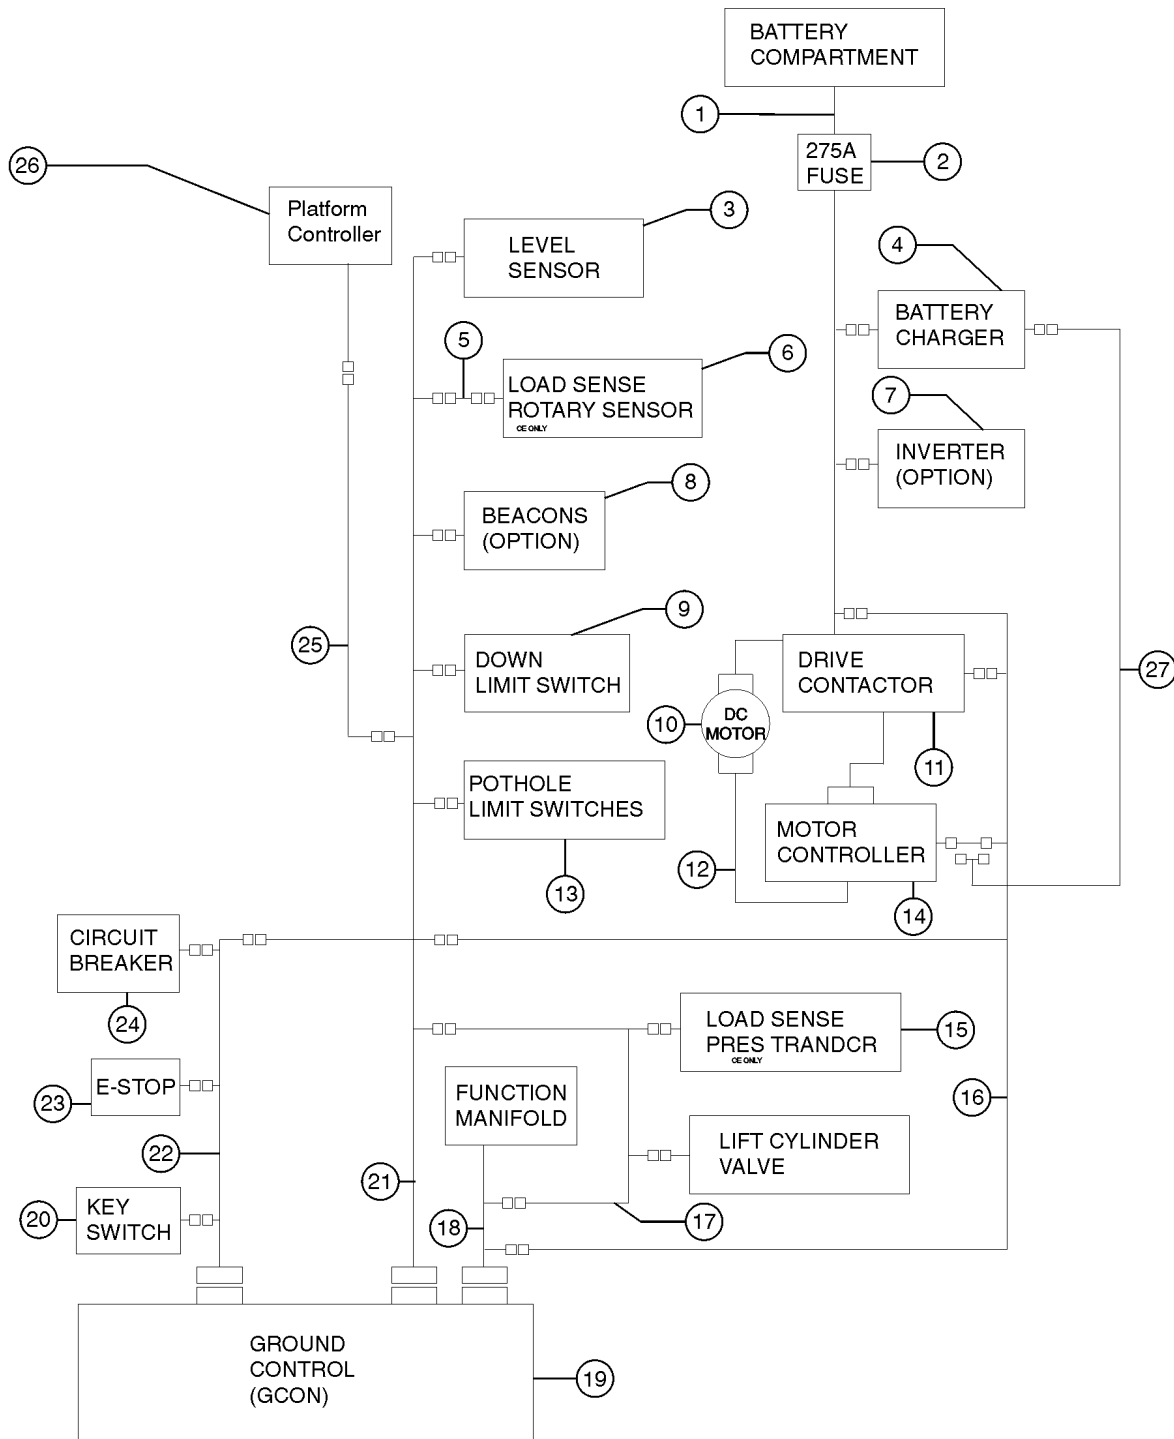 BATTERY
COMPARTMENT
1
275A
FUSE
2
26
Platform
Controller
3
LEVEL
SENSOR
4
BATTERY
CHARGER
5
6
LOAD SENSE
ROTARY SENSOR
CE ONLY
7
INVERTER
(OPTION)
8
BEACONS
(OPTION)
9
DOWN
LIMIT SWITCH
25
DRIVE
CONTACTOR
27
10
DC
MOTOR
11
POTHOLE
LIMIT SWITCHES
MOTOR
CONTROLLER
12
13
14
CIRCUIT
BREAKER
24
LOAD SENSE
PRES TRANDCR
CE ONLY
15
E-STOP
23
FUNCTION
MANIFOLD
16
22
LIFT CYLINDER
VALVE
21
20
KEY
SWITCH
18
17
GROUND
CONTROL
(GCON)
19